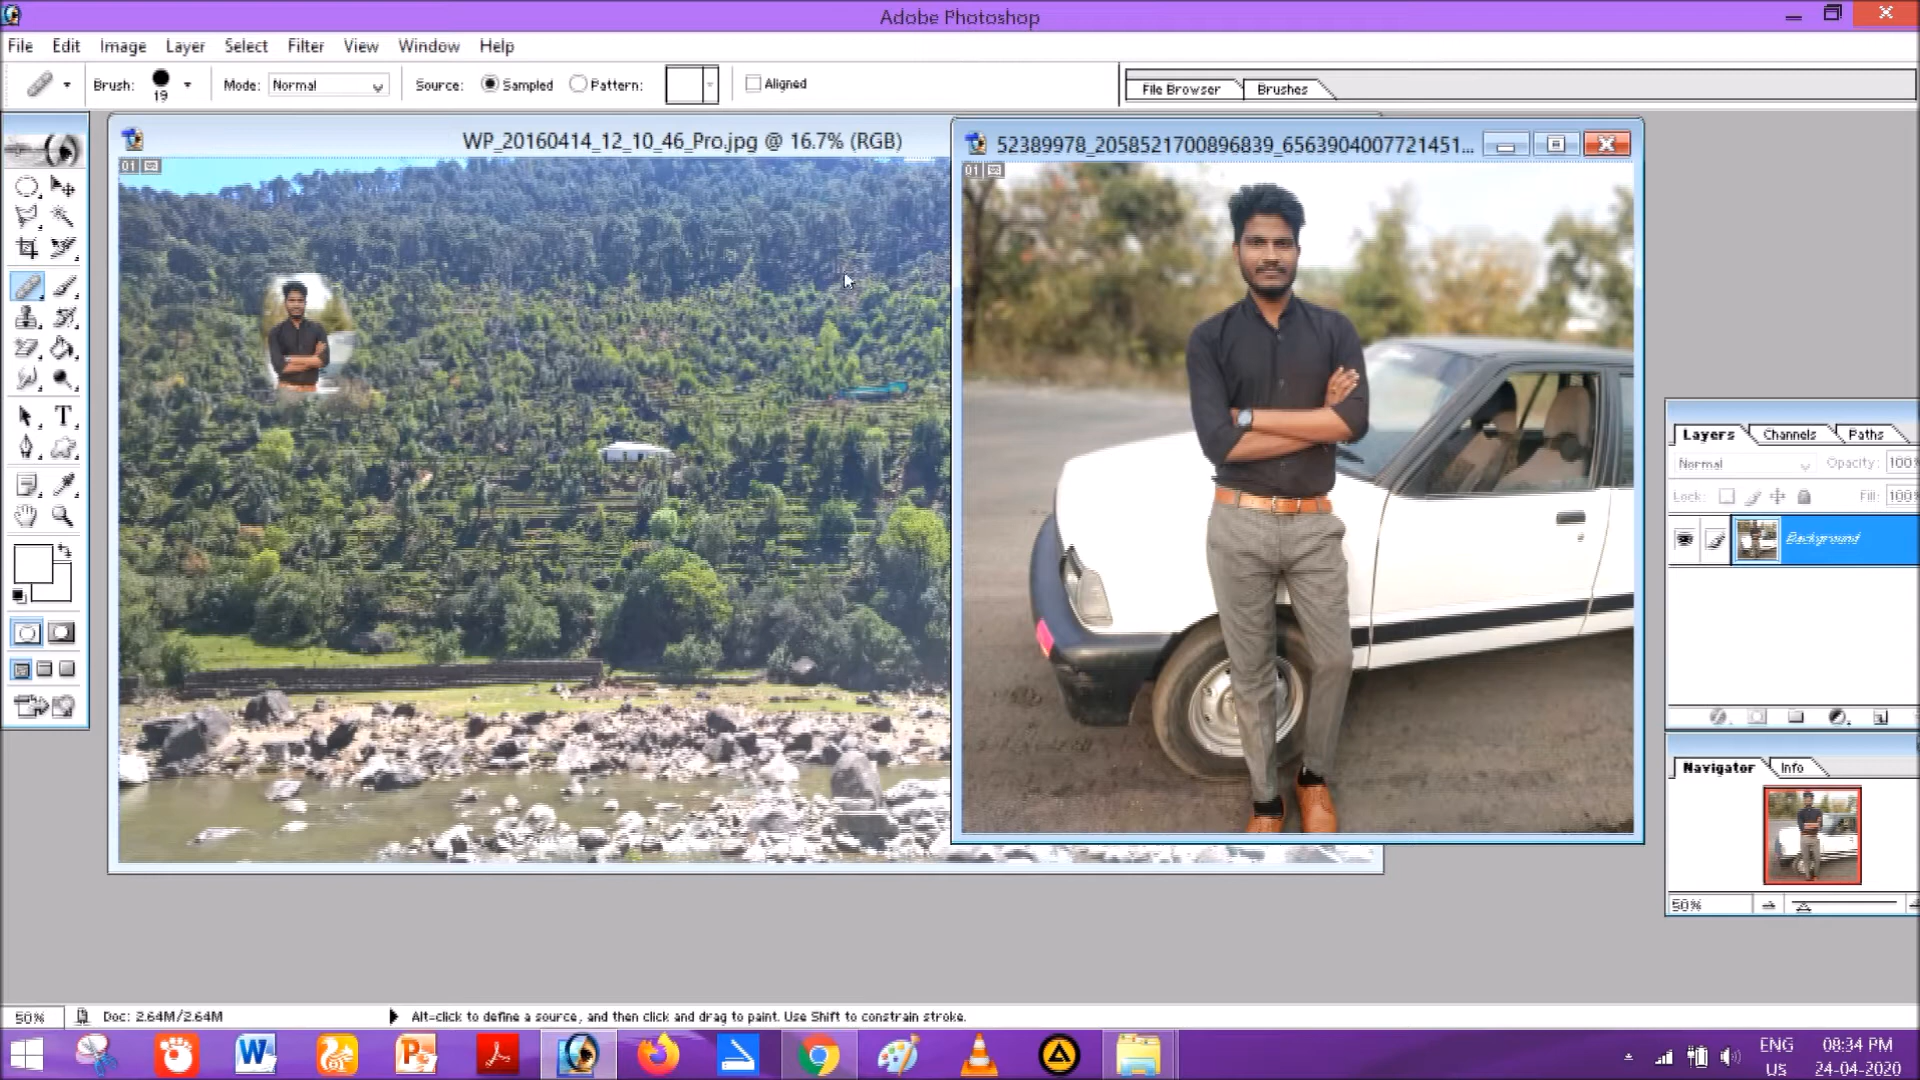 Adobe Photoshop
File Edit Image Layer Select Filter View Window Help
Brush: 19 Mode: Normal Source: Sampled Pattern: Aligned File Browser Brushes
WP_20160414_12_10_46_Pro.jpg @ 16.7% (RGB)
52389978_2058521700896839_6563904007721451...
01
01
T
Layers Channels Paths
Normal Opacity: 100%
Lock: Fill: 100%
Background
Navigator Info
50%
50% Doc: 2.64M/2.64M Alt=click to define a source, and then click and drag to paint. Use Shift to constrain stroke.
ENG 08:34 PM
US 24-04-2020